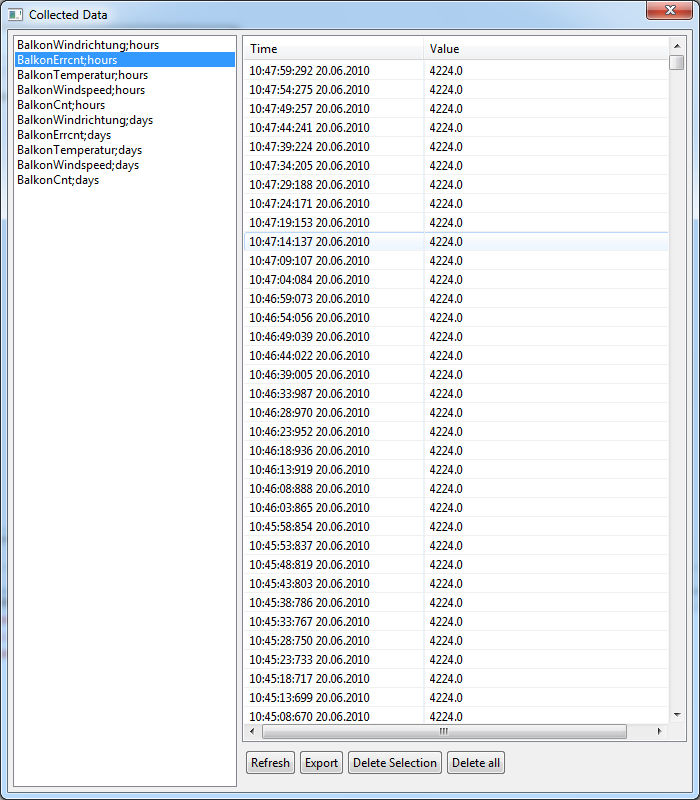 Collected Data
BalkonWindrichtung;hours
BalkonErrcnt;hours
BalkonTemperatur;hours
BalkonWindspeed;hours
BalkonCnt;hours
BalkonWindrichtung;days
BalkonErrcnt;days
BalkonTemperatur;days
BalkonWindspeed;days
BalkonCnt;days
Time Value
10:47:59:292 20.06.2010 4224.0
10:47:54:275 20.06.2010 4224.0
10:47:49:257 20.06.2010 4224.0
10:47:44:241 20.06.2010 4224.0
10:47:39:224 20.06.2010 4224.0
10:47:34:205 20.06.2010 4224.0
10:47:29:188 20.06.2010 4224.0
10:47:24:171 20.06.2010 4224.0
10:47:19:153 20.06.2010 4224.0
10:47:14:137 20.06.2010 4224.0
10:47:09:107 20.06.2010 4224.0
10:47:04:084 20.06.2010 4224.0
10:46:59:073 20.06.2010 4224.0
10:46:54:056 20.06.2010 4224.0
10:46:49:039 20.06.2010 4224.0
10:46:44:022 20.06.2010 4224.0
10:46:39:005 20.06.2010 4224.0
10:46:33:987 20.06.2010 4224.0
10:46:28:970 20.06.2010 4224.0
10:46:23:952 20.06.2010 4224.0
10:46:18:936 20.06.2010 4224.0
10:46:13:919 20.06.2010 4224.0
10:46:08:888 20.06.2010 4224.0
10:46:03:865 20.06.2010 4224.0
10:45:58:854 20.06.2010 4224.0
10:45:53:837 20.06.2010 4224.0
10:45:48:819 20.06.2010 4224.0
10:45:43:803 20.06.2010 4224.0
10:45:38:786 20.06.2010 4224.0
10:45:33:767 20.06.2010 4224.0
10:45:28:750 20.06.2010 4224.0
10:45:23:733 20.06.2010 4224.0
10:45:18:717 20.06.2010 4224.0
10:45:13:699 20.06.2010 4224.0
10:45:08:670 20.06.2010 4224.0
Refresh Export Delete Selection Delete all